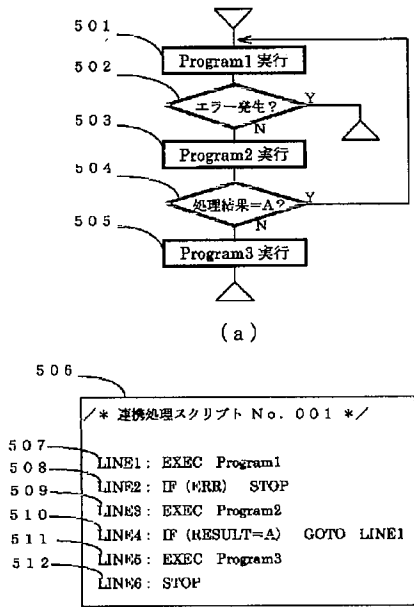 501
Program1 実行
502
エラー発生?
Y
N
503
Program2 実行
504
処理結果=A?
Y
N
505
Program3 実行
(a)
506
/* 連携処理スクリプト No. 001 */
507
LINE1: EXEC Program1
508
LINE2: IF (ERR) STOP
509
LINE3: EXEC Program2
510
LINE4: IF (RESULT=A) GOTO LINE1
511
LINE5: EXEC Program3
512
LINE6: STOP